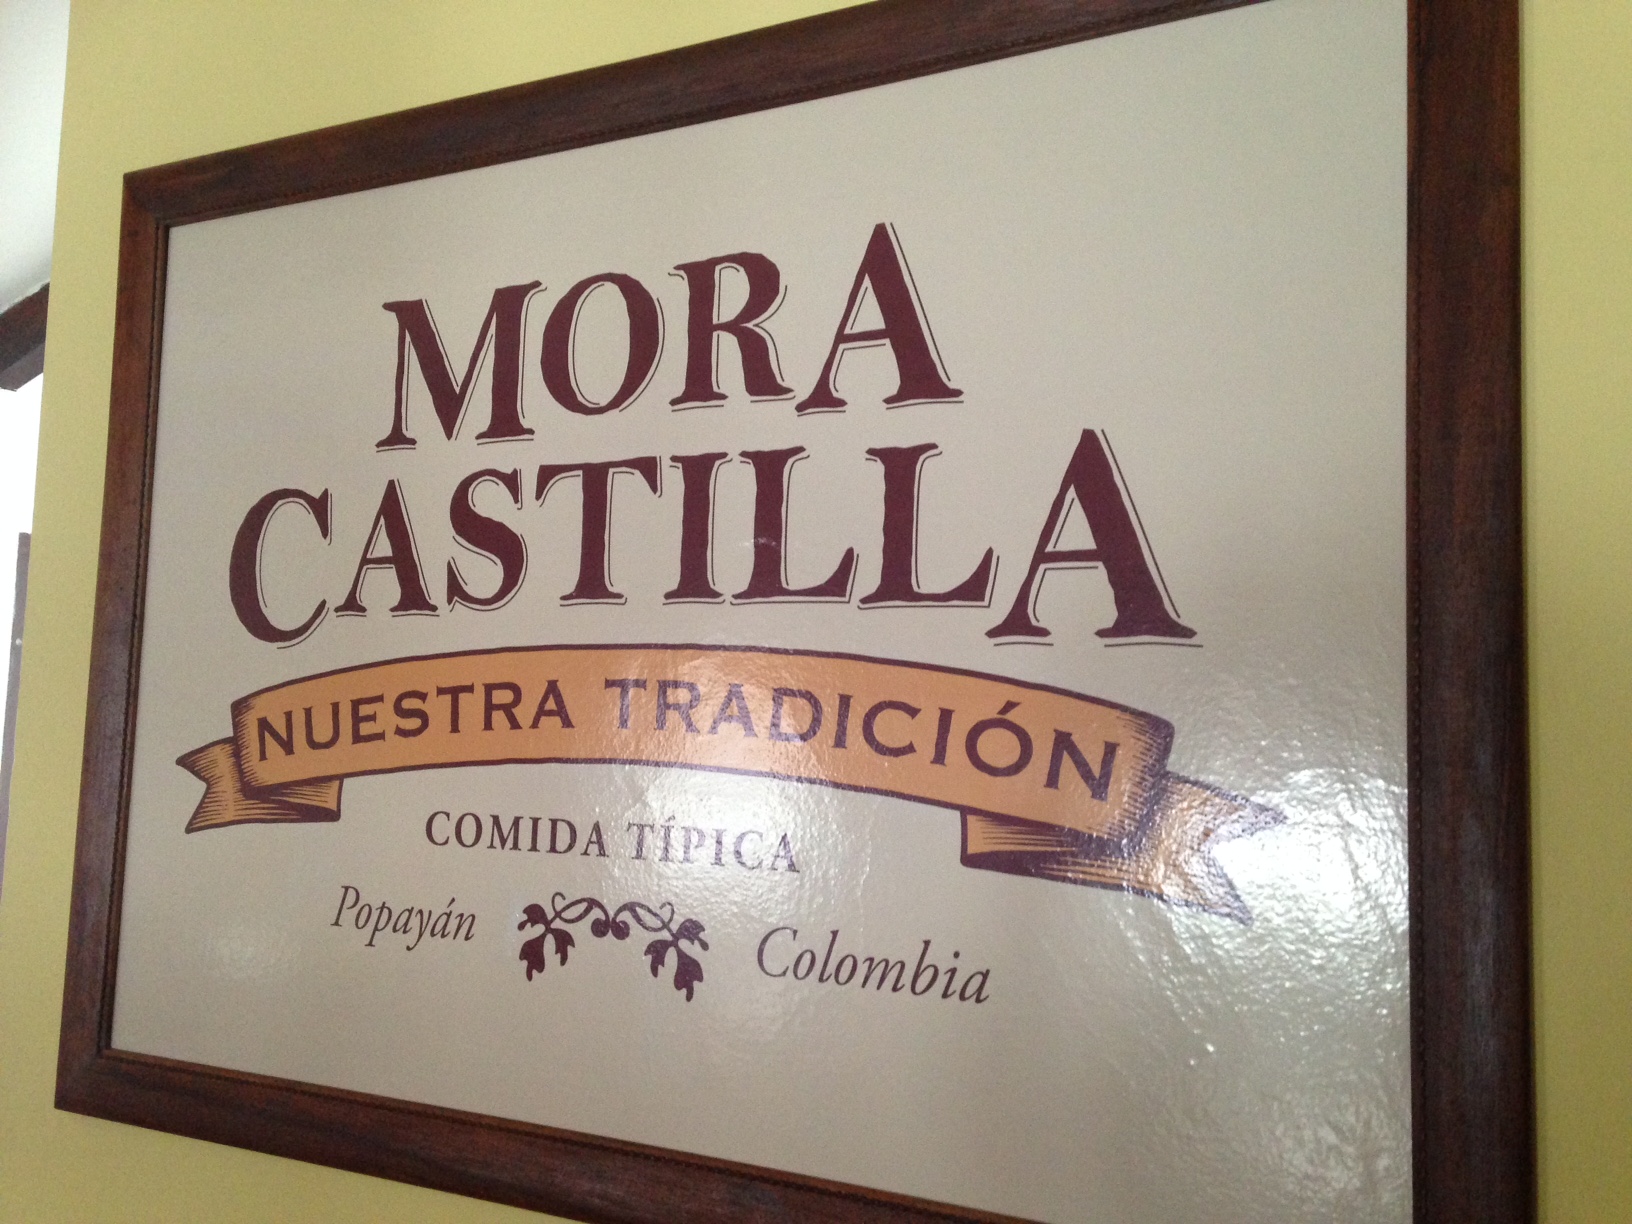 MORA
CASTILLA
NUESTRA TRADICIÓN
COMIDA TÍPICA
Popayán Colombia